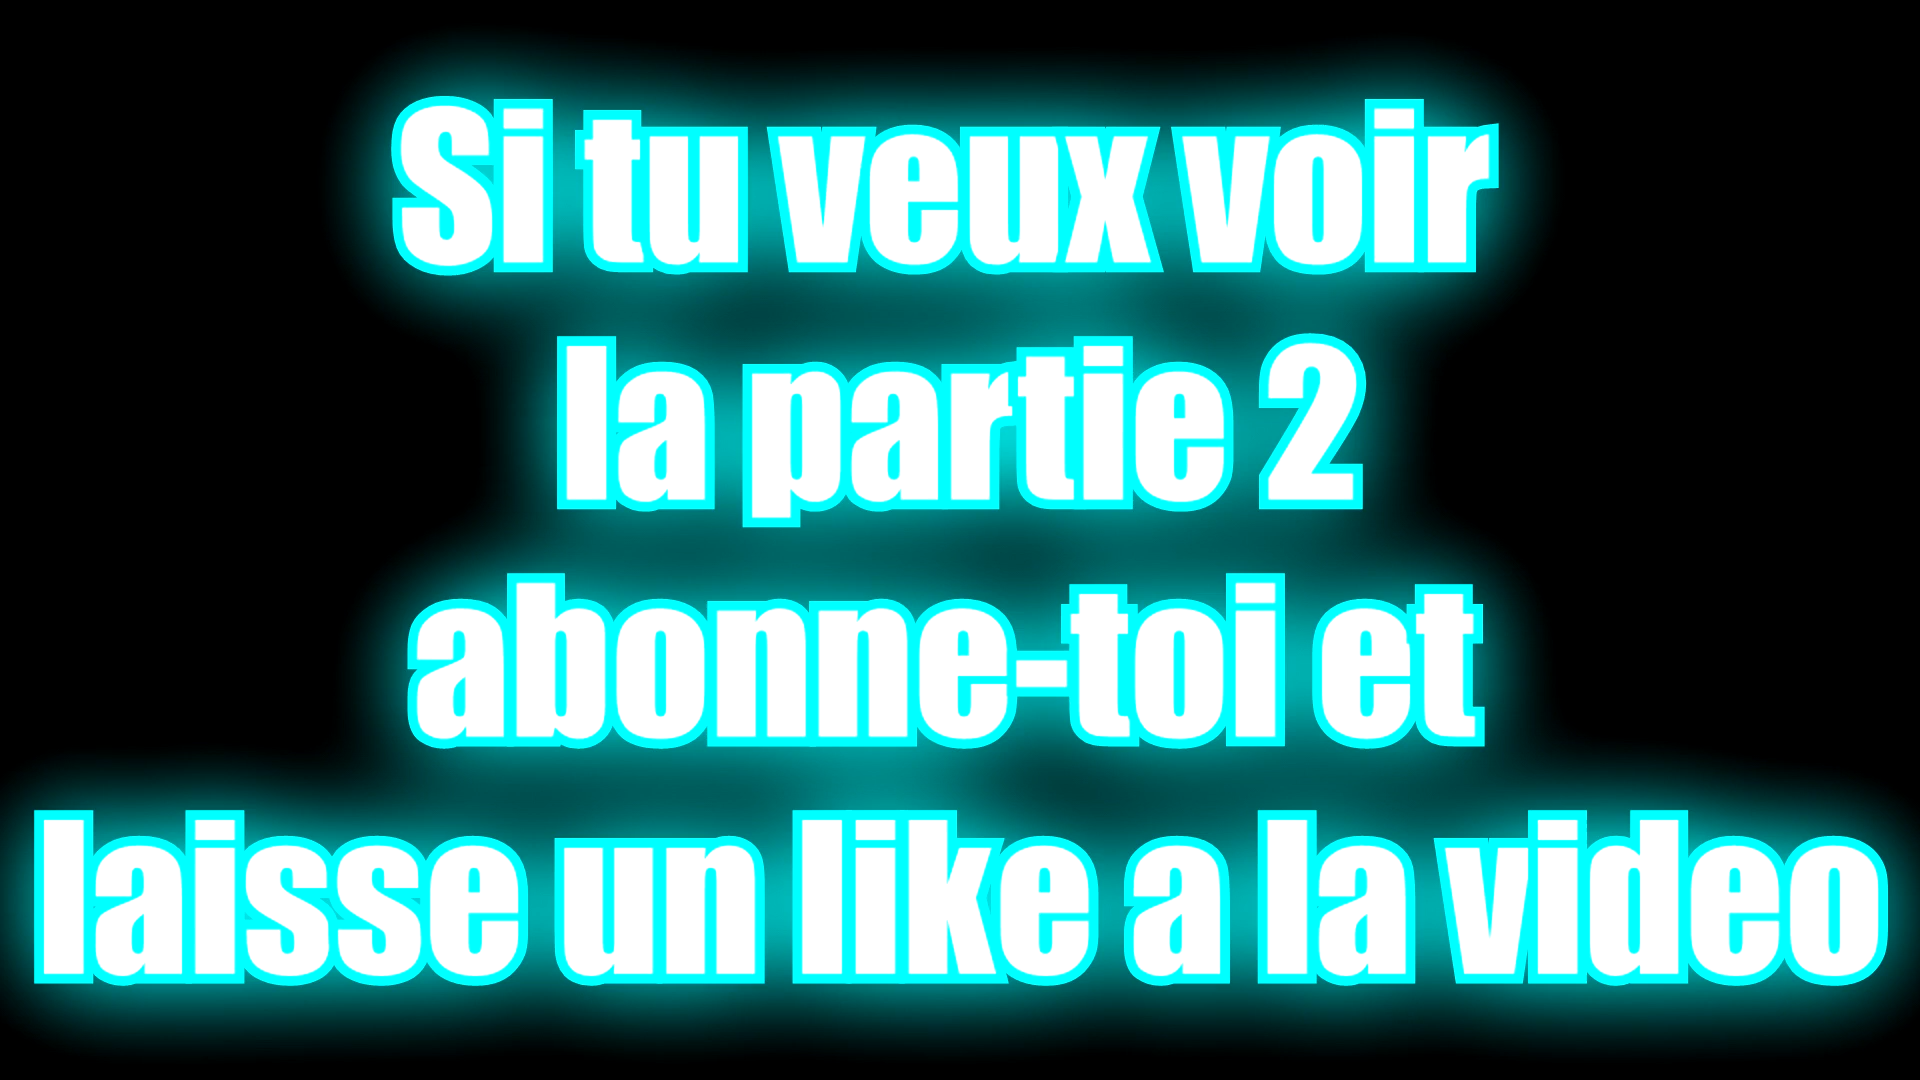 Si tu veux voir
la partie 2
abonne-toi et
laisse un like a la video